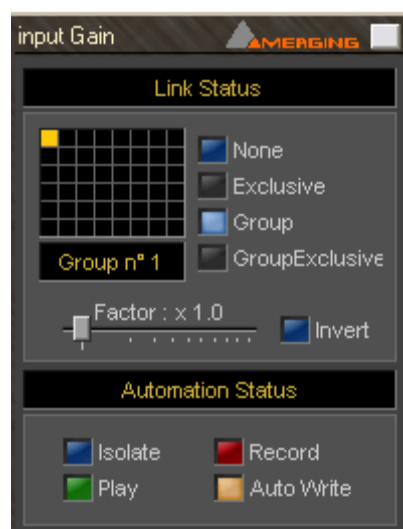 input Gain
MERGING
Link Status
None
Exclusive
Group
GroupExclusive
Group n° 1
Factor : x 1.0
Invert
Automation Status
Isolate
Record
Play
Auto Write